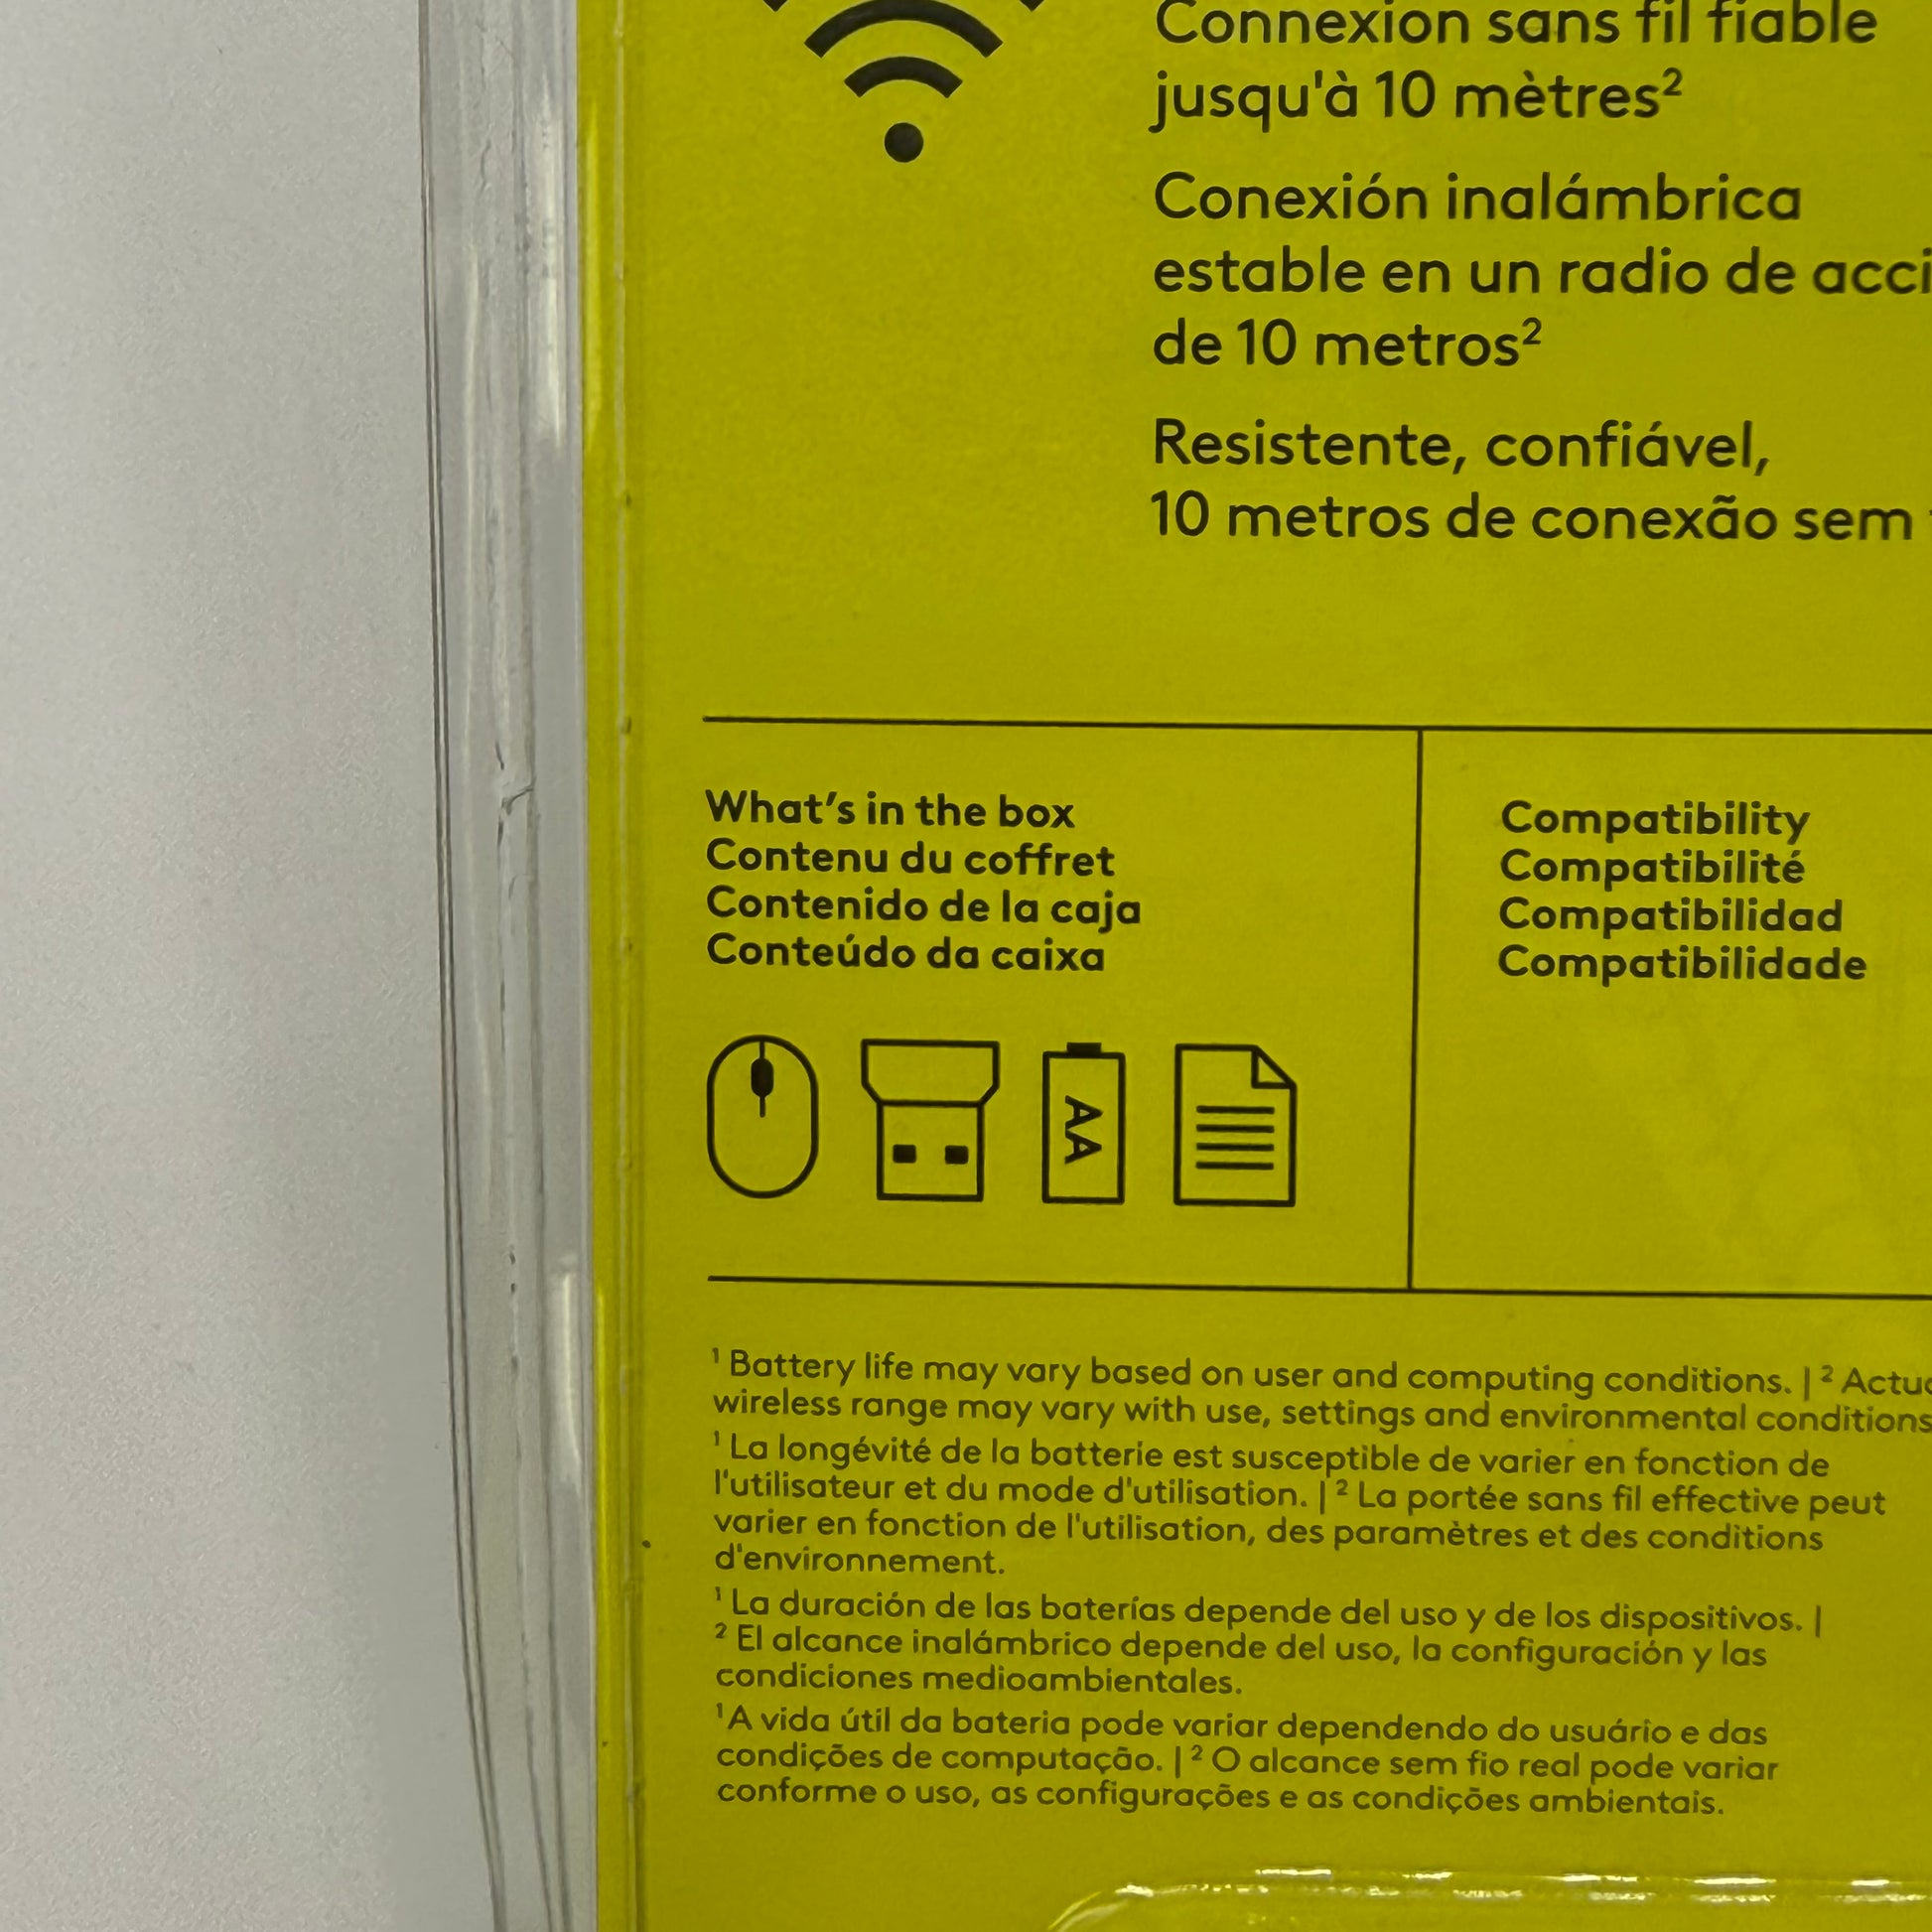 Connexion sans fil fiable
jusqu'à 10 mètres²
Conexión inalámbrica
estable en un radio de acci
de 10 metros²
Resistente, confiável,
10 metros de conexão sem
What's in the box
Contenu du coffret
Contenido de la caja
Conteúdo da caixa
Compatibility
Compatibilité
Compatibilidad
Compatibilidade
AA
¹ Battery life may vary based on user and computing conditions. | ² Actua
wireless range may vary with use, settings and environmental conditions
¹ La longévité de la batterie est susceptible de varier en fonction de
l'utilisateur et du mode d'utilisation. | ² La portée sans fil effective peut
varier en fonction de l'utilisation, des paramètres et des conditions
d'environnement.
¹ La duración de las baterías depende del uso y de los dispositivos. |
² El alcance inalámbrico depende del uso, la configuración y las
condiciones medioambientales.
¹A vida útil da bateria pode variar dependendo do usuário e das
condições de computação. | ² O alcance sem fio real pode variar
conforme o uso, as configurações e as condições ambientais.